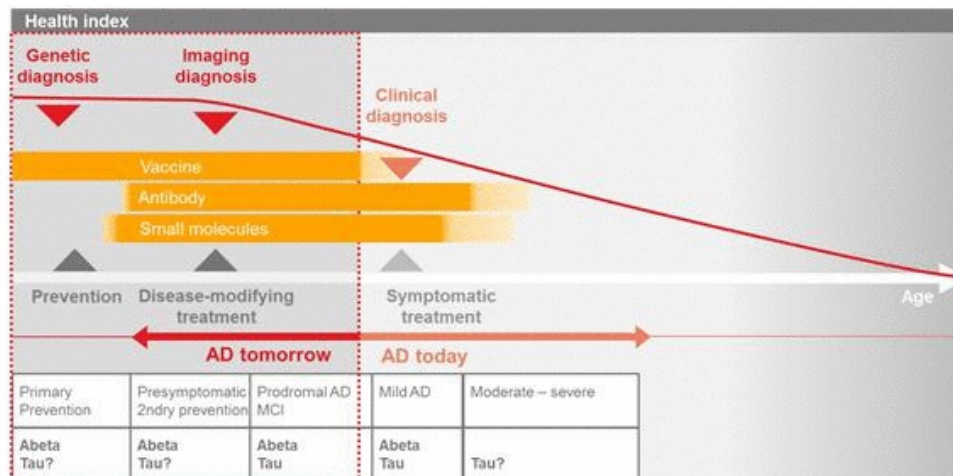 Health index
Genetic
diagnosis
Imaging
diagnosis
Clinical
diagnosis
Vaccine
Antibody
Small molecules
Prevention
Disease-modifying
treatment
Symptomatic
treatment
Age
AD tomorrow
AD today
Primary
Prevention
Presymptomatic
2ndry prevention
Prodromal AD
MCI
Mild AD
Moderate – severe
Abeta
Tau?
Abeta
Tau?
Abeta
Tau
Abeta
Tau
Tau?